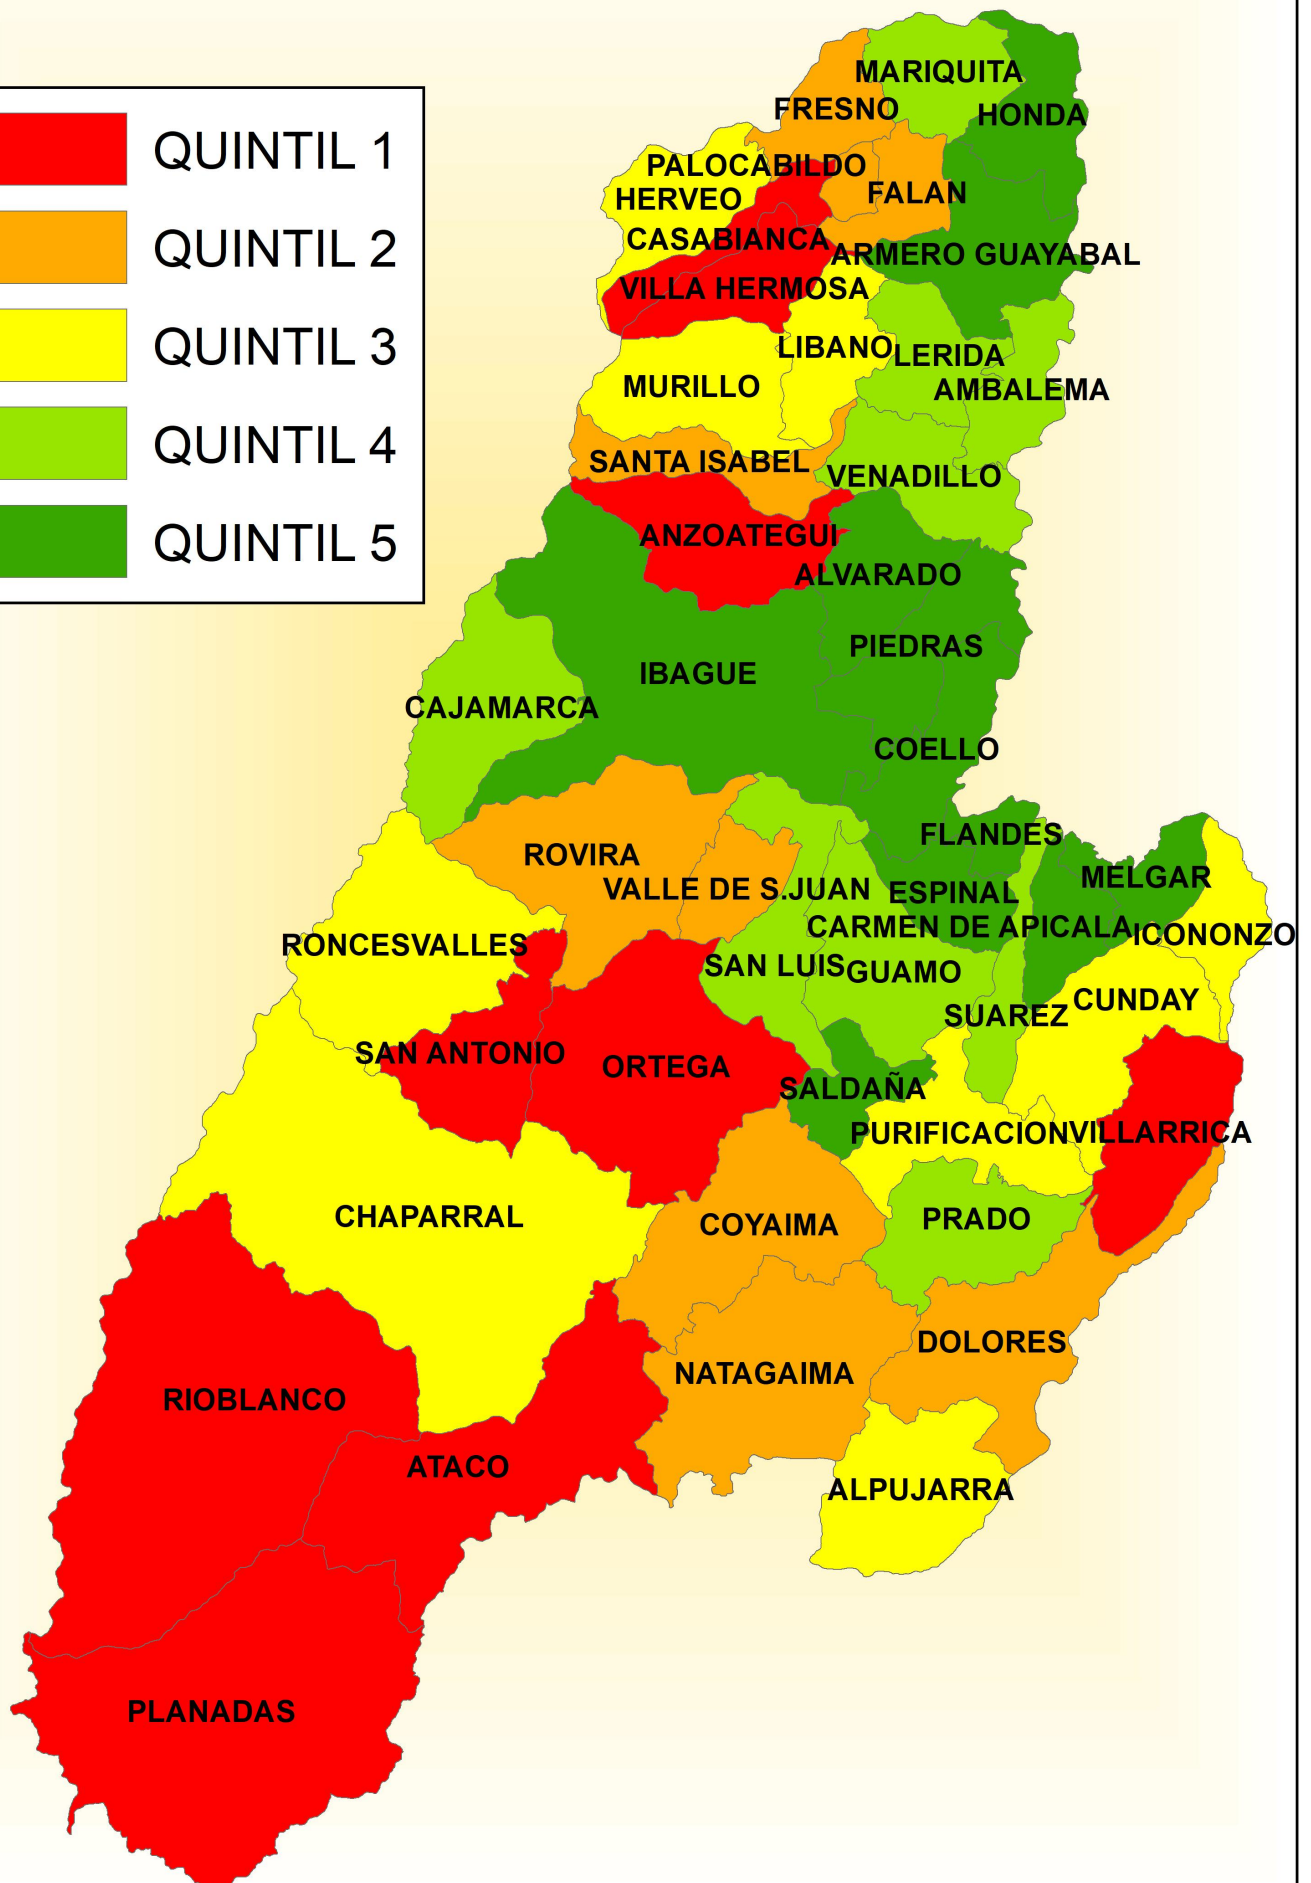 QUINTIL 1
QUINTIL 2
QUINTIL 3
QUINTIL 4
QUINTIL 5
MARIQUITA
FRESNO
HONDA
PALOCABILDO
FALAN
HERVEO
CASABIANCA
ARMERO GUAYABAL
VILLA HERMOSA
LIBANO
LERIDA
MURILLO
AMBALEMA
SANTA ISABEL
VENADILLO
ANZOATEGUI
ALVARADO
PIEDRAS
IBAGUE
CAJAMARCA
COELLO
FLANDES
ROVIRA
MELGAR
VALLE DE S.JUAN
ESPINAL
CARMEN DE APICALA
ICONONZO
RONCESVALLES
SAN LUIS
GUAMO
CUNDAY
SUAREZ
SAN ANTONIO
ORTEGA
SALDAÑA
PURIFICACION
VILLARRICA
CHAPARRAL
COYAIMA
PRADO
DOLORES
NATAGAIMA
RIOBLANCO
ATACO
ALPUJARRA
PLANADAS